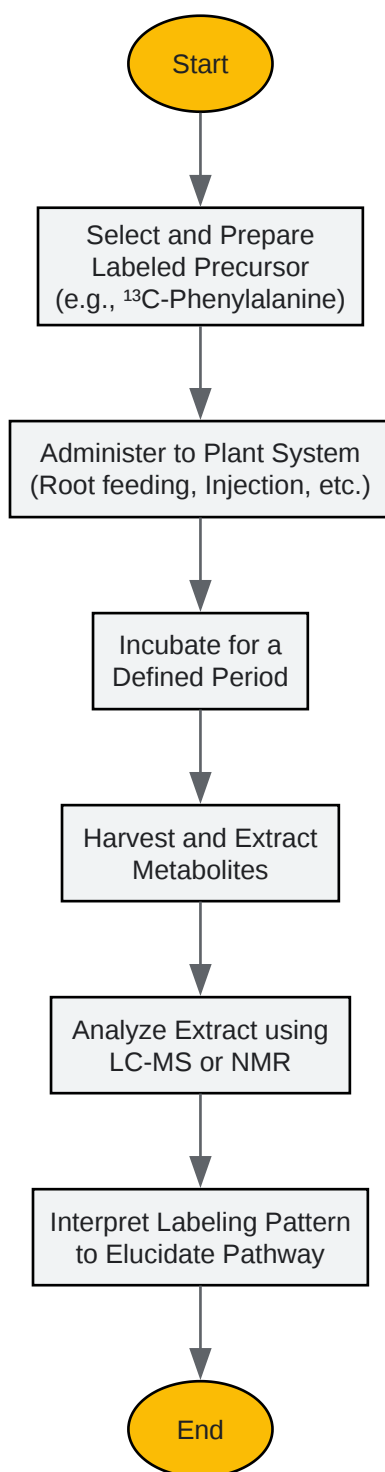 Start
Select and Prepare
Labeled Precursor
(e.g., ¹³C-Phenylalanine)
Administer to Plant System
(Root feeding, Injection, etc.)
Incubate for a
Defined Period
Harvest and Extract
Metabolites
Analyze Extract using
LC-MS or NMR
Interpret Labeling Pattern
to Elucidate Pathway
End